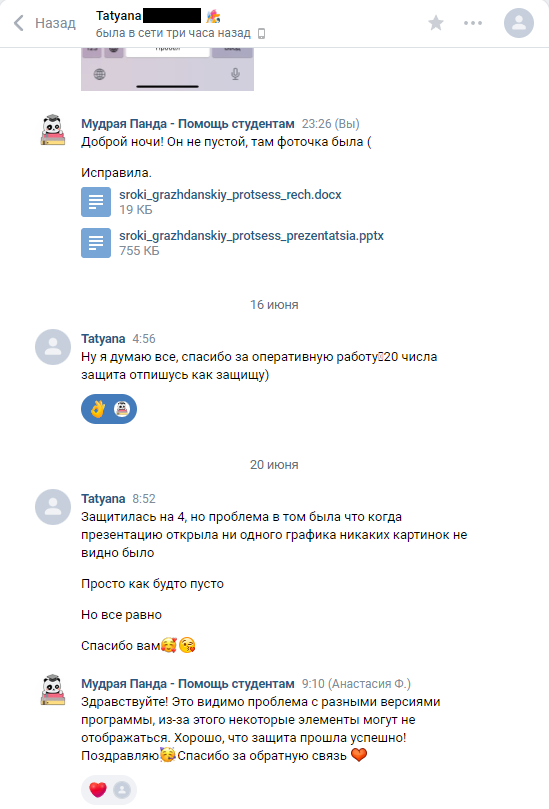 Назад
Tatyana
была в сети три часа назад
Мудрая Панда - Помощь студентам 23:26 (Вы)
Доброй ночи! Он не пустой, там фоточка была (
Исправила.
sroki_grazhdanskiy_protsess_rech.docx
19 КБ
sroki_grazhdanskiy_protsess_prezentatsia.pptx
755 КБ
16 июня
Tatyana 4:56
Ну я думаю все, спасибо за оперативную работу 20 числа
защита отпишусь как защищу)
20 июня
Tatyana 8:52
Защитилась на 4, но проблема в том была что когда
презентацию открыла ни одного графика никаких картинок не
видно было
Просто как будто пусто
Но все равно
Спасибо вам🥰😘
Мудрая Панда - Помощь студентам 9:10 (Анастасия Ф.)
Здравствуйте! Это видимо проблема с разными версиями
программы, из-за этого некоторые элементы могут не
отображаться. Хорошо, что защита прошла успешно!
Поздравляю🥳Спасибо за обратную связь ❤